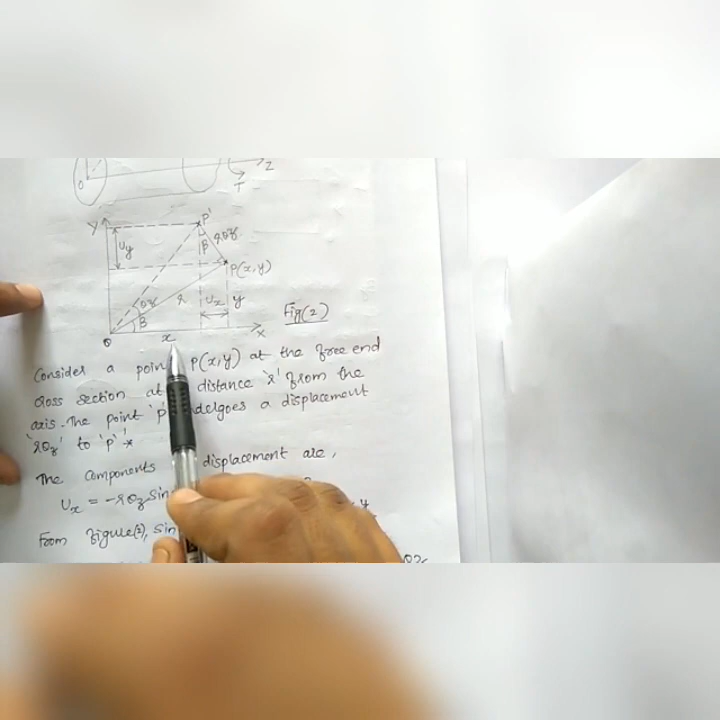 O
Z
T
Y
P'
Uy
β
rθz
P(x,y)
θz
r
Ux
y
β
O
x
X
Fig(2)
Consider a point P(x,y) at the free end
cross section at distance 'r' from the
axis. The point 'P' undergoes a displacement
'rθz' to 'p'*
The components displacement are,
Ux = -rθz sin
From figure(2), sin